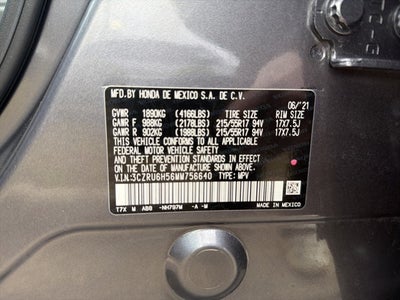 MFD.BY HONDA DE MEXICO S.A. DE C.V.
06/'21
GVWR 1890KG (4166LBS) TIRE SIZE RIM SIZE
GAWR F 988KG (2178LBS) 215/55R17 94V 17X7.5J
GAWR R 902KG (1988LBS) 215/55R17 94V 17X7.5J
THIS VEHICLE CONFORMS TO ALL APPLICABLE
FEDERAL MOTOR VEHICLE SAFETY AND
THEFT PREVENTION STANDARDS IN EFFECT ON THE
DATE OF MANUFACTURE SHOWN ABOVE.
V.I.N:3CZRU6H56MM756640 TYPE: MPV
T7X M AB0 -NH797M -A -M
MADE IN
MEXICO